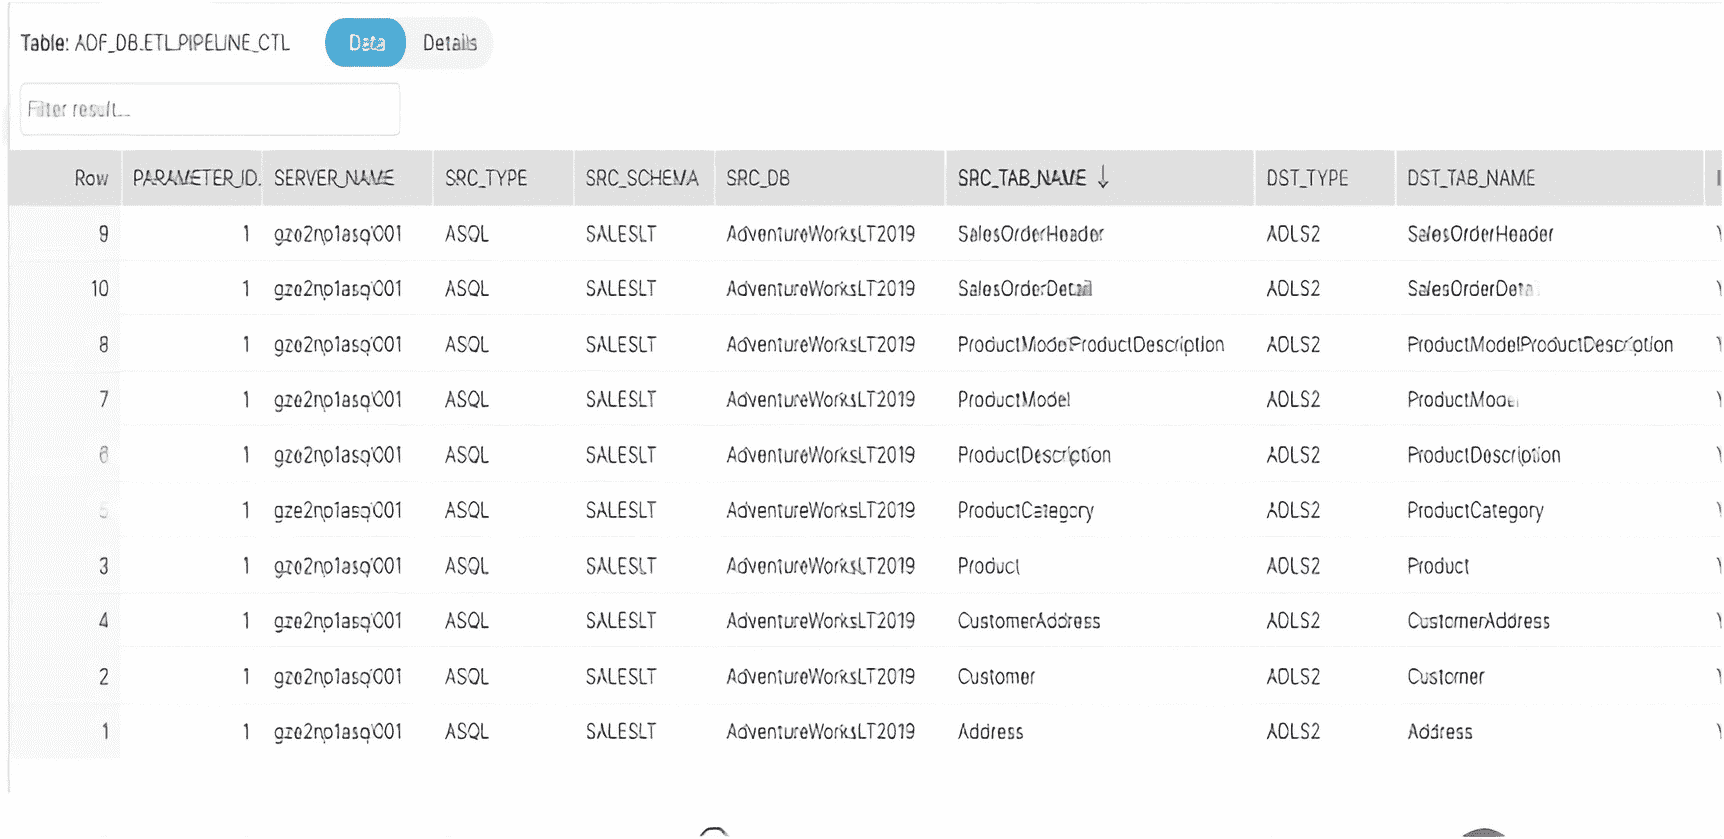 Table: ADF_DB.ETL.PIPELINE_CTL Data Details
Filter result...
Row PARAMETER_ID. SERVER_NAME SRC_TYPE SRC_SCHEMA SRC_DB SRC_TAB_NAME ↓ DST_TYPE DST_TAB_NAME
9 1 gze2np1asql001 ASQL SALESLT AdventureWorksLT2019 SalesOrderHeader ADLS2 SalesOrderHeader
10 1 gze2np1asql001 ASQL SALESLT AdventureWorksLT2019 SalesOrderDetail ADLS2 SalesOrderDetail
8 1 gze2np1asql001 ASQL SALESLT AdventureWorksLT2019 ProductModelProductDescription ADLS2 ProductModelProductDescription
7 1 gze2np1asql001 ASQL SALESLT AdventureWorksLT2019 ProductModel ADLS2 ProductModel
6 1 gze2np1asql001 ASQL SALESLT AdventureWorksLT2019 ProductDescription ADLS2 ProductDescription
5 1 gze2np1asql001 ASQL SALESLT AdventureWorksLT2019 ProductCategory ADLS2 ProductCategory
3 1 gze2np1asql001 ASQL SALESLT AdventureWorksLT2019 Product ADLS2 Product
4 1 gze2np1asql001 ASQL SALESLT AdventureWorksLT2019 CustomerAddress ADLS2 CustomerAddress
2 1 gze2np1asql001 ASQL SALESLT AdventureWorksLT2019 Customer ADLS2 Customer
1 1 gze2np1asql001 ASQL SALESLT AdventureWorksLT2019 Address ADLS2 Address